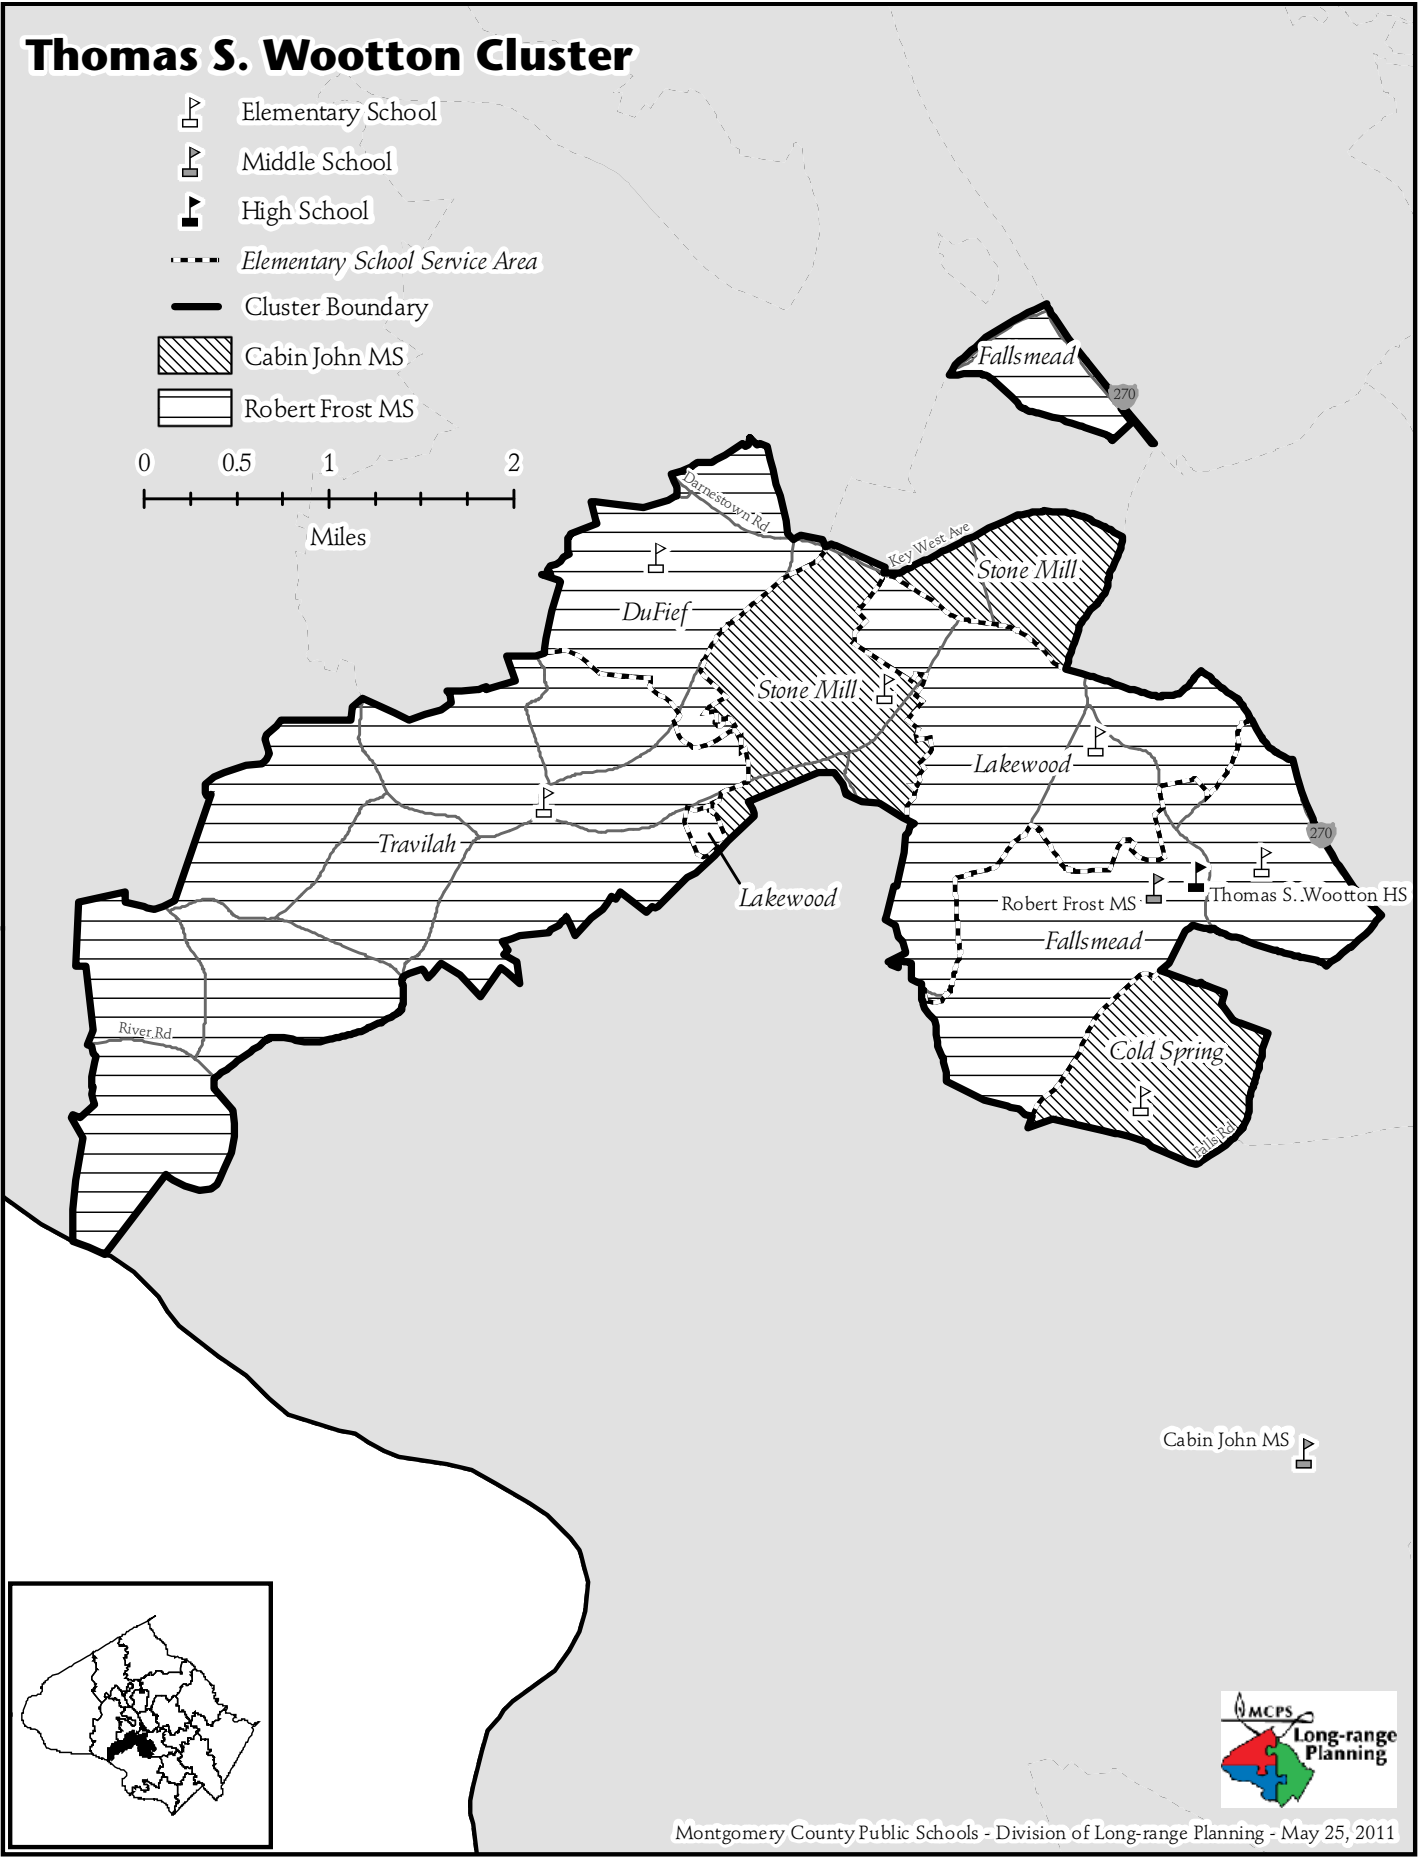 Thomas S. Wootton Cluster
Elementary School
Middle School
High School
Elementary School Service Area
Cluster Boundary
Cabin John MS
Robert Frost MS
0 0.5 1 2
Miles
Fallsmead
270
Darnestown Rd
Key West Ave
Stone Mill
DuFief
Stone Mill
Lakewood
270
Travilah
Lakewood
Robert Frost MS
Thomas S. Wootton HS
Fallsmead
River Rd
Cold Spring
Falls Rd
Cabin John MS
MCPS
Long-range
Planning
Montgomery County Public Schools - Division of Long-range Planning - May 25, 2011